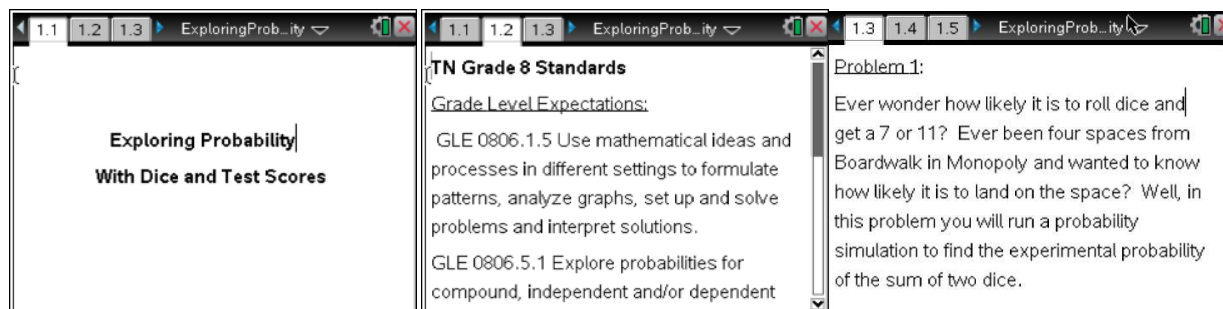 1.1 1.2 1.3 ExploringProb...ity
Exploring Probability
With Dice and Test Scores
1.1 1.2 1.3 ExploringProb...ity
TN Grade 8 Standards
Grade Level Expectations:
GLE 0806.1.5 Use mathematical ideas and
processes in different settings to formulate
patterns, analyze graphs, set up and solve
problems and interpret solutions.
GLE 0806.5.1 Explore probabilities for
compound, independent and/or dependent
1.3 1.4 1.5 ExploringProb...ity
Problem 1:
Ever wonder how likely it is to roll dice and
get a 7 or 11? Ever been four spaces from
Boardwalk in Monopoly and wanted to know
how likely it is to land on the space? Well, in
this problem you will run a probability
simulation to find the experimental probability
of the sum of two dice.